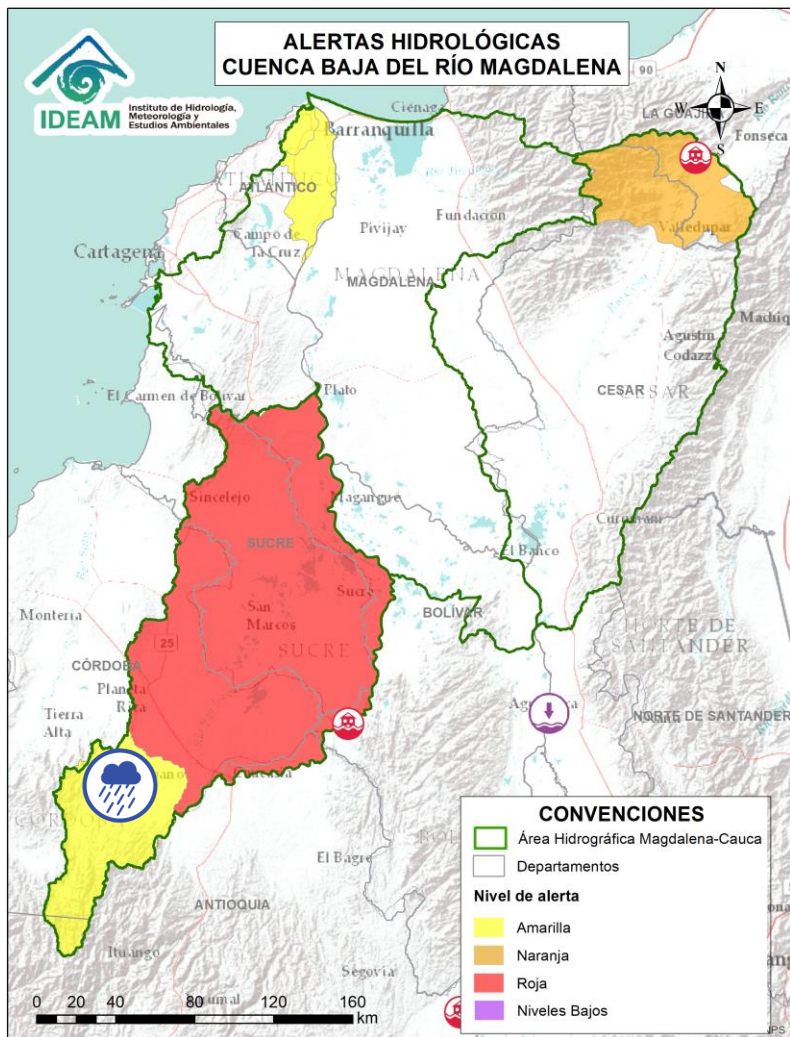 ALERTAS HIDROLÓGICAS
CUENCA BAJA DEL RÍO MAGDALENA
IDEAM
Instituto de Hidrología,
Meteorología y
Estudios Ambientales
N
W
E
S
90
Ciénaga
LA GUAJIRA
Barranquilla
Fonseca
ATLÁNTICO
Fundación
Pivijay
Valledupar
Campo de
la Cruz
Cartagena
MAGDALENA
MAGDALENA
Agustín
Codazzi
CESAR
CESAR
El Carmen de Bolívar
Plato
Sincelejo
Magangué
SUCRE
El Banco
Sucre
BOLÍVAR
San
Marcos
Montería
SUCRE
NORTE DE
SANTANDER
25
CÓRDOBA
Planeta
Rica
Tierra
Alta
NORTE DE SANTANDER
El Bagre
ANTIOQUIA
Ituango
Segovia
CONVENCIONES
Área Hidrográfica Magdalena-Cauca
Departamentos
Nivel de alerta
Amarilla
Naranja
Roja
Niveles Bajos
0 20 40 80 120 160
km